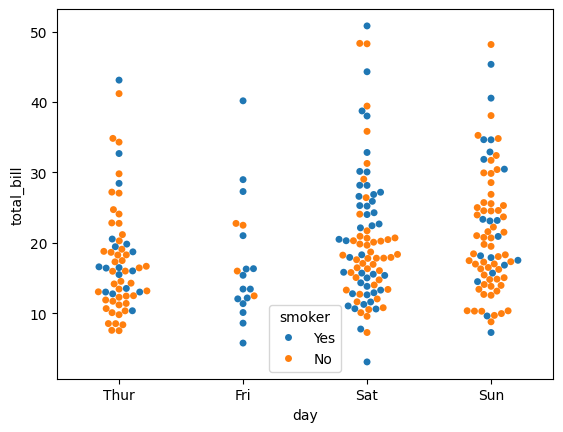 50
40
30
20
10
total_bill
smoker
Yes
No
Thur Fri Sat Sun
day